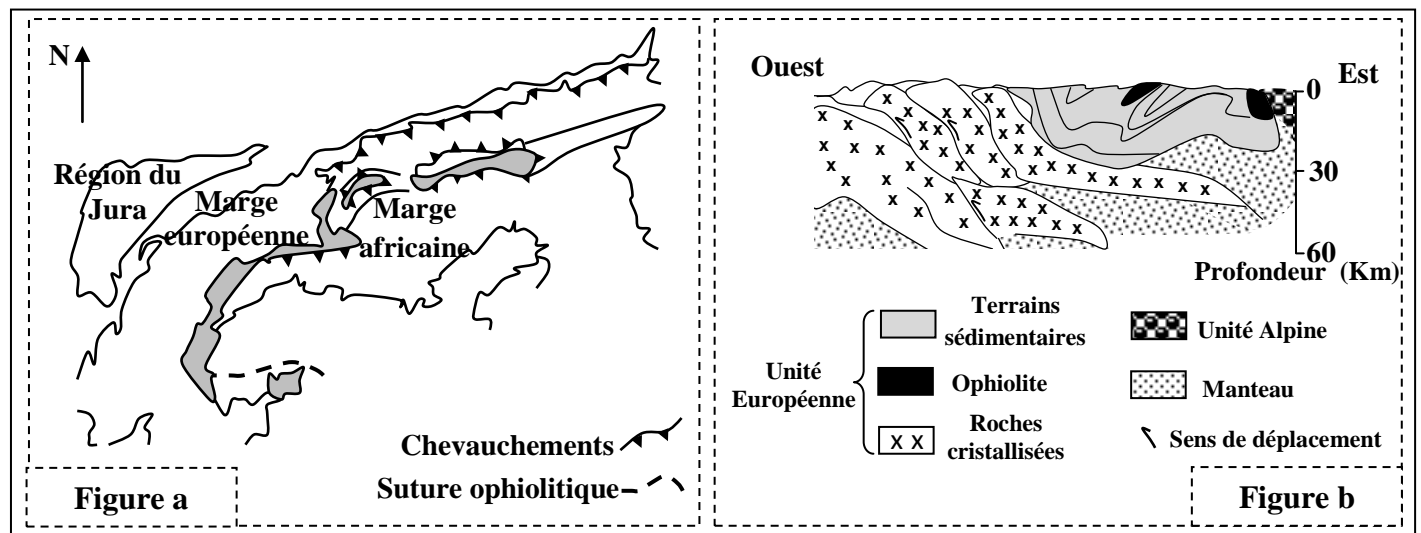 N
Région du
Jura
Marge
européenne
Marge
africaine
Chevauchements
Suture ophiolitique
Figure a
Ouest
Est
0
30
60
Profondeur (Km)
Unité
Européenne
Terrains
sédimentaires
Ophiolite
Roches
cristallisées
x x
Unité Alpine
Manteau
Sens de déplacement
Figure b